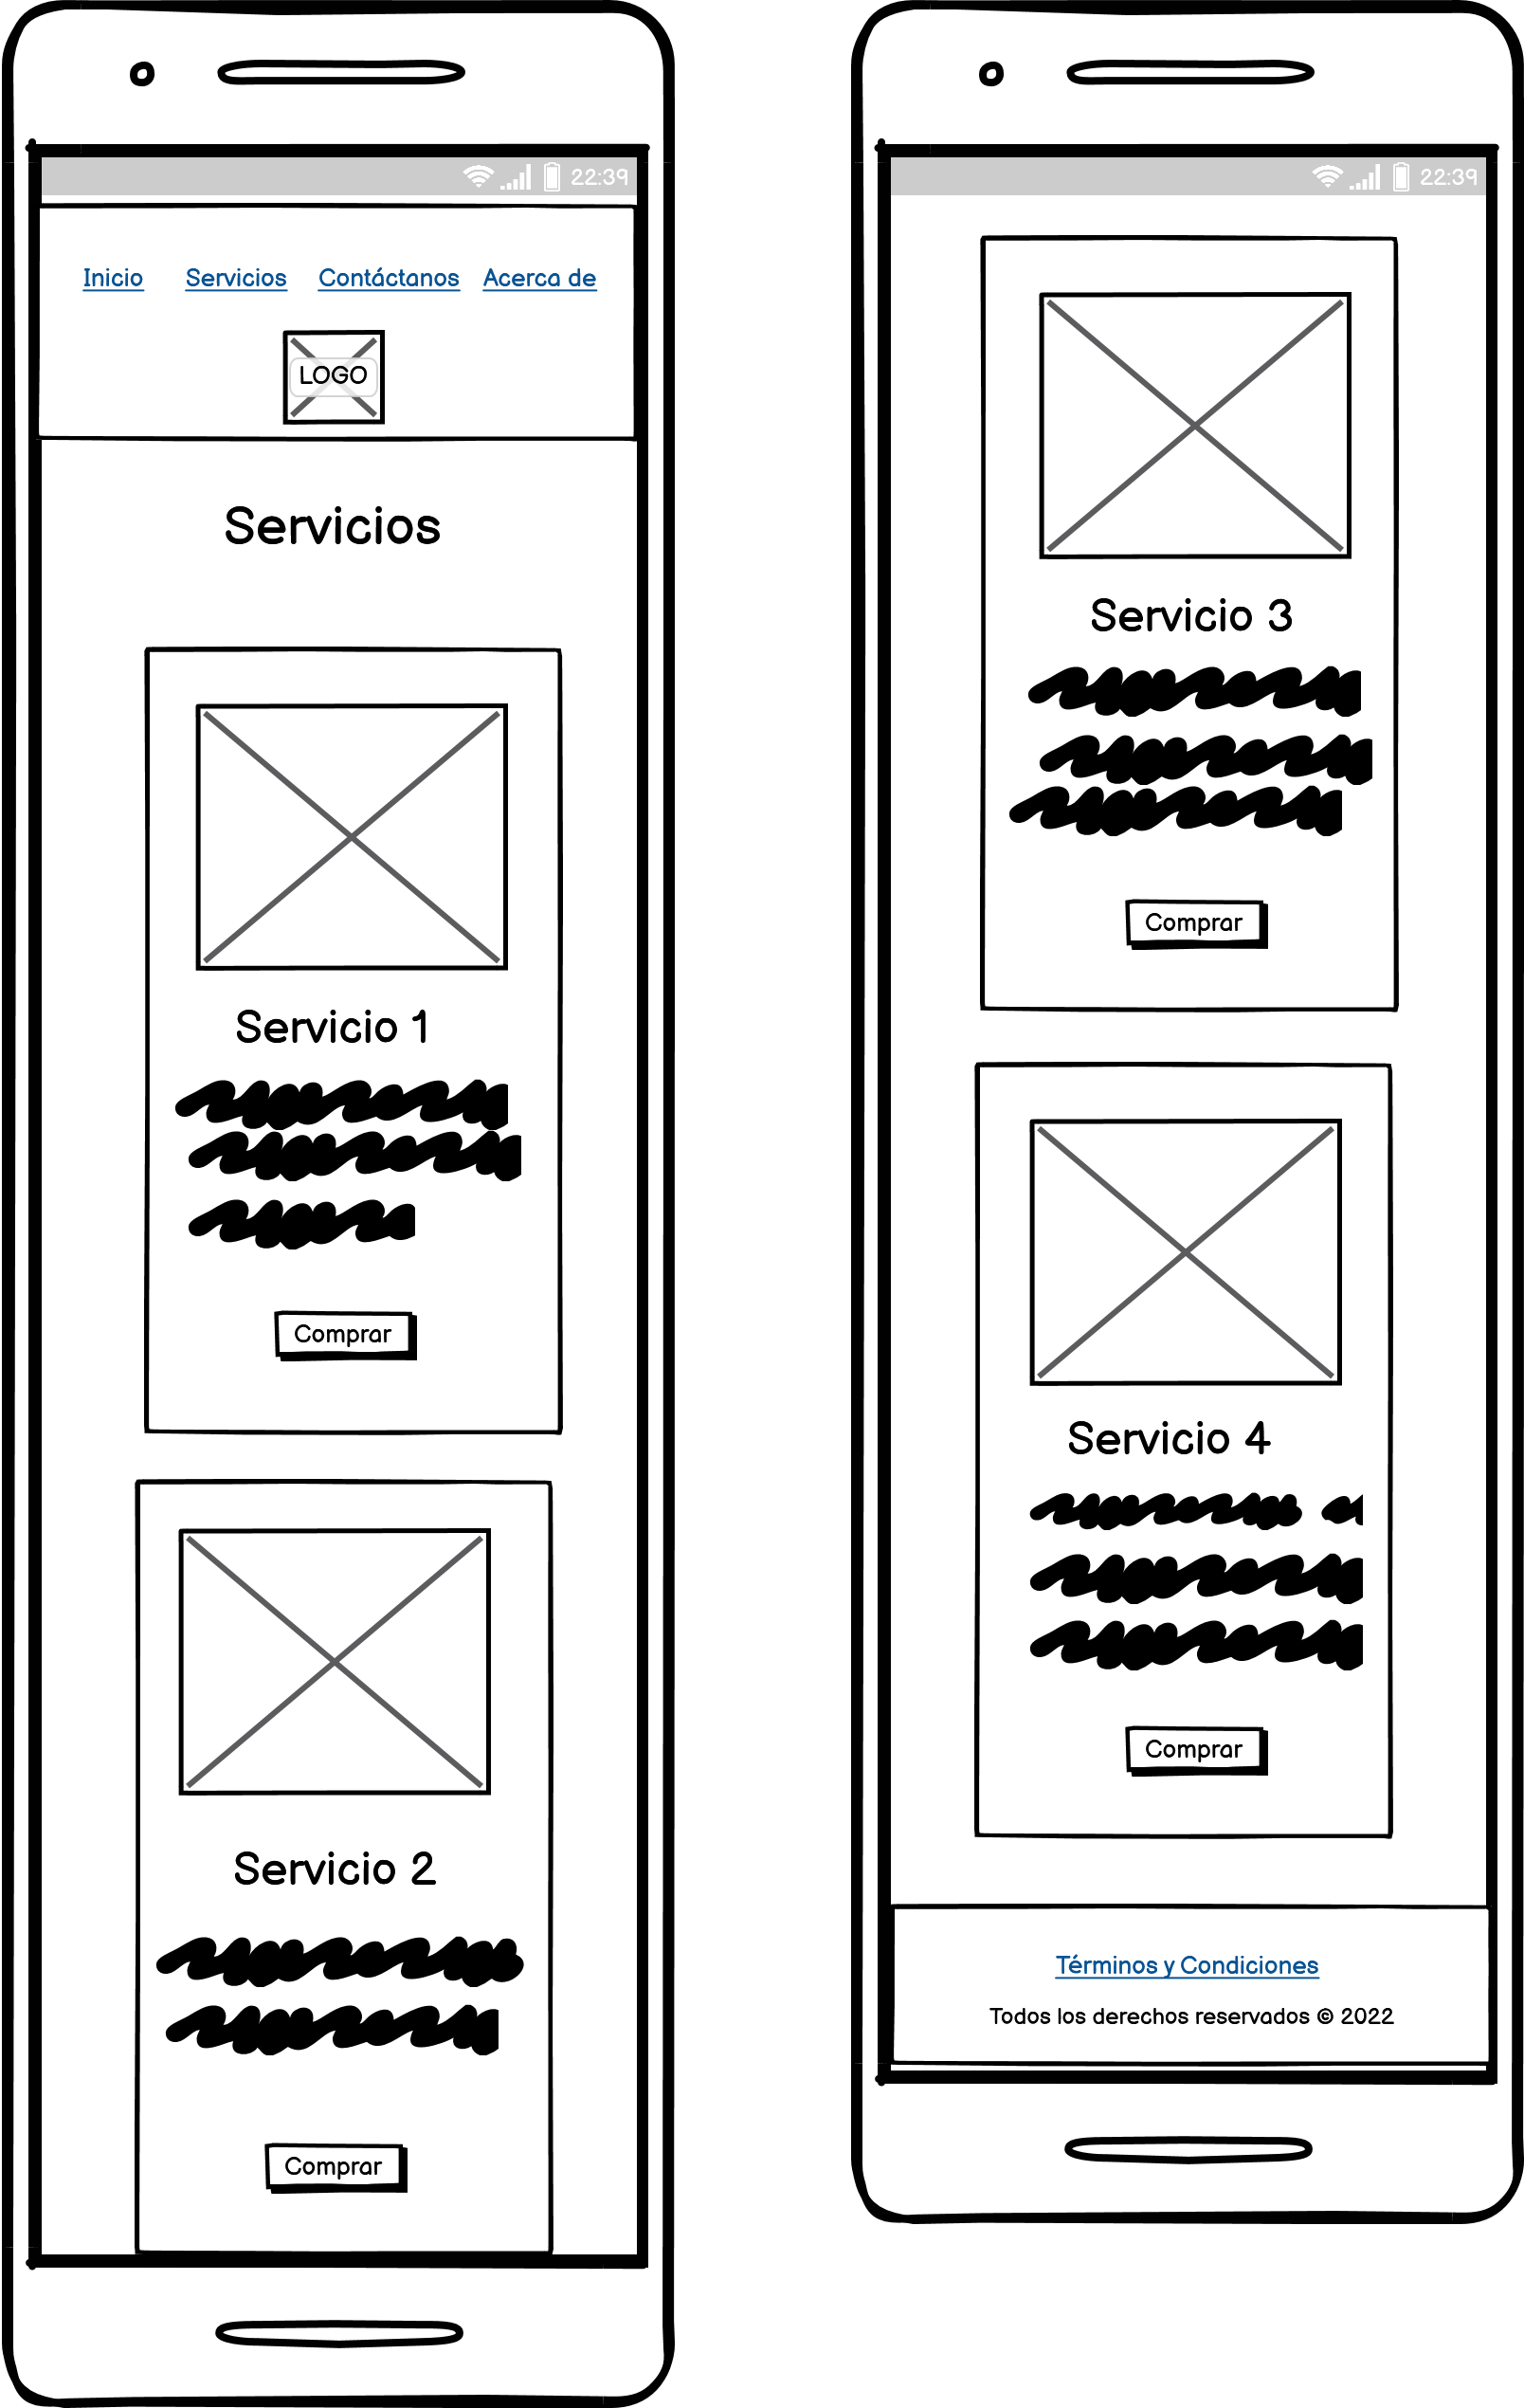 22:39
Inicio Servicios Contáctanos Acerca de
LOGO
Servicios
Servicio 1
Comprar
Servicio 2
Comprar
22:39
Servicio 3
Comprar
Servicio 4
Comprar
Términos y Condiciones
Todos los derechos reservados © 2022